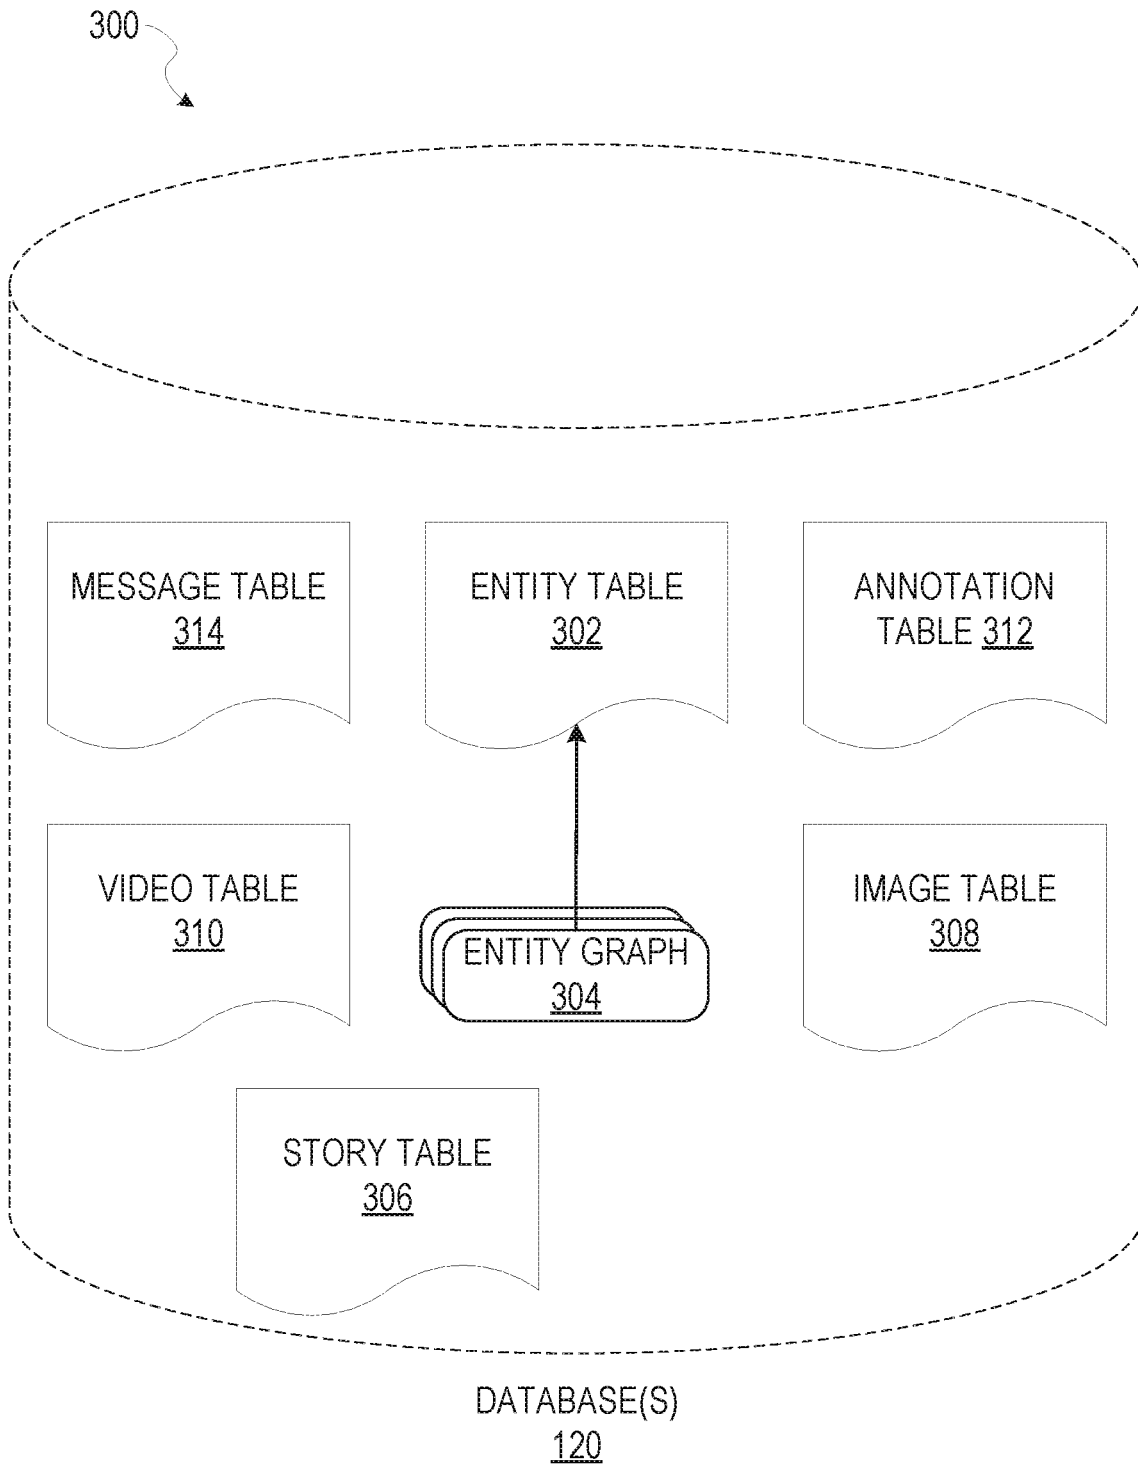 300
MESSAGE TABLE
314
ENTITY TABLE
302
ANNOTATION
TABLE 312
VIDEO TABLE
310
ENTITY GRAPH
304
IMAGE TABLE
308
STORY TABLE
306
DATABASE(S)
120